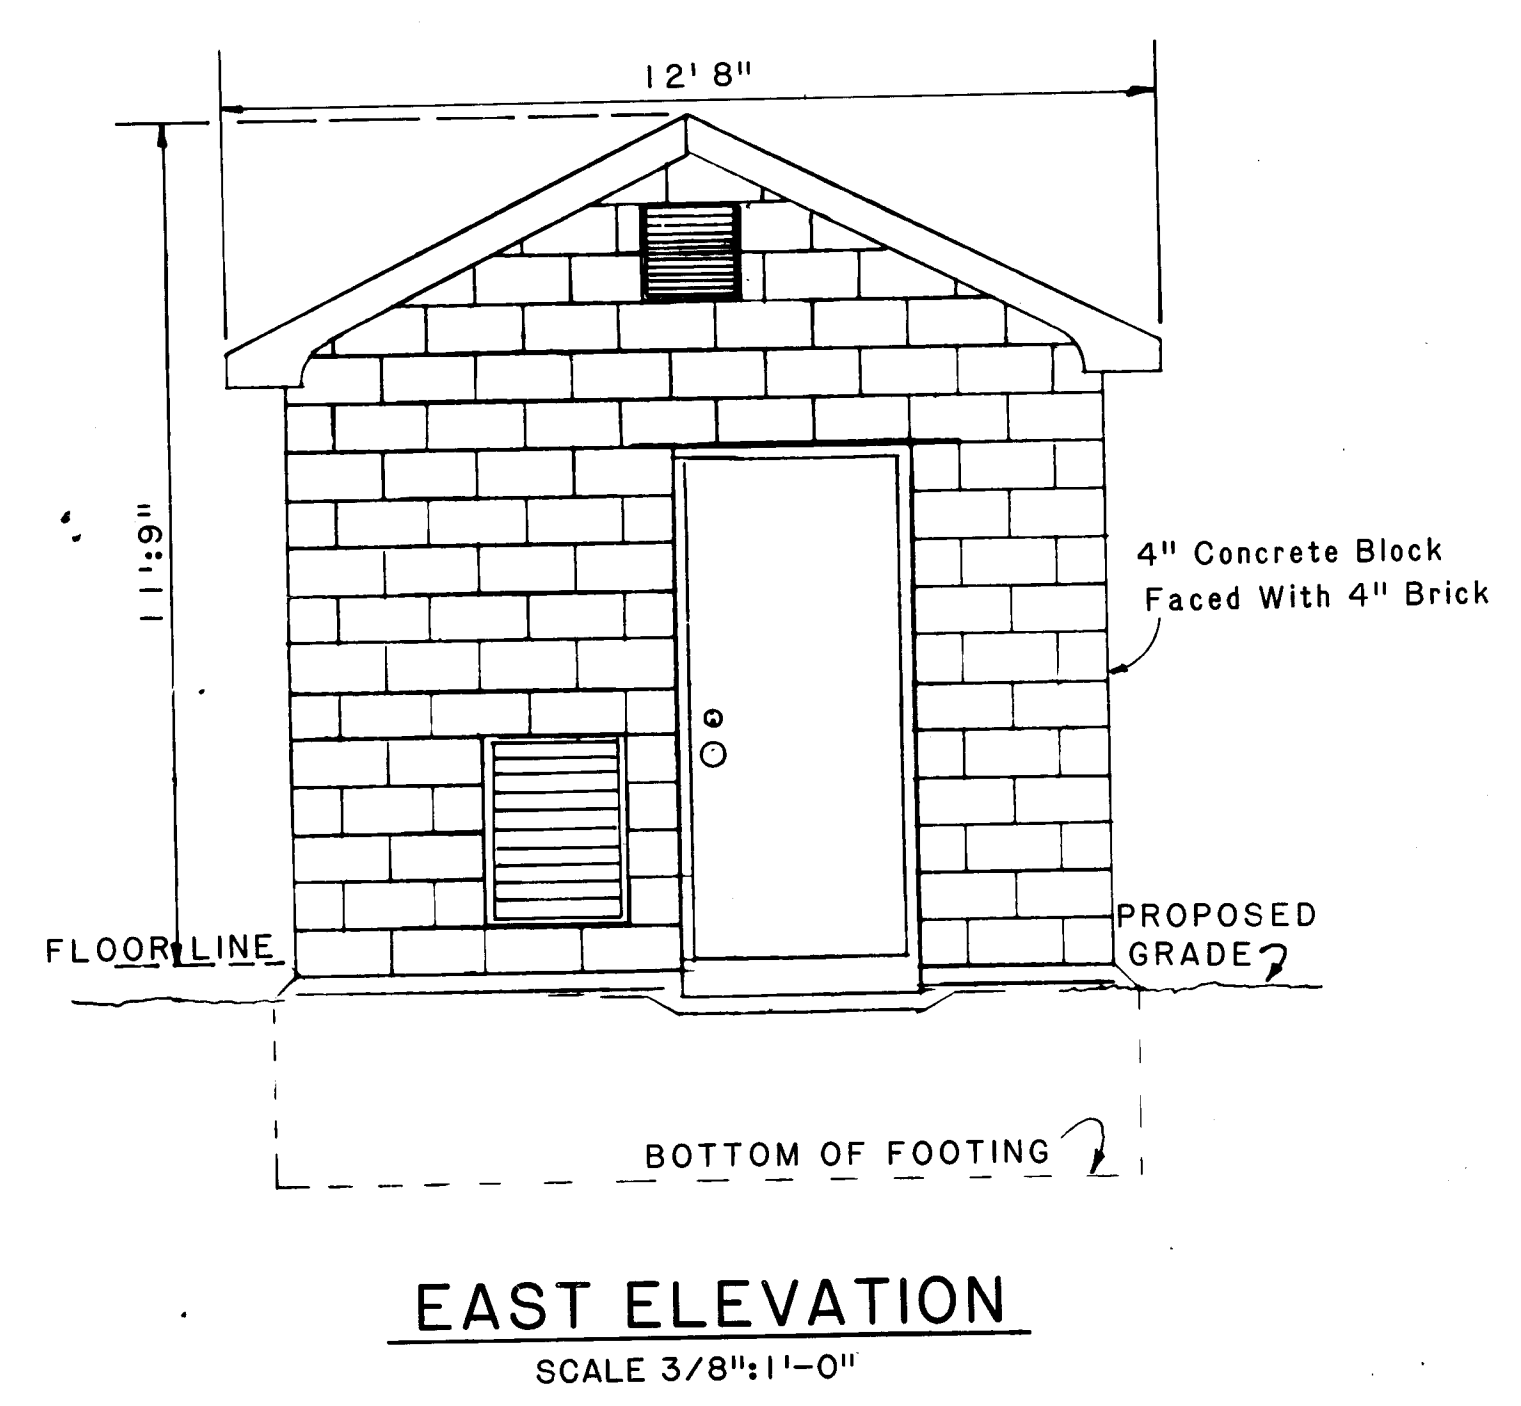 12' 8"
11':9"
4" Concrete Block
Faced With 4" Brick
PROPOSED
GRADE
FLOOR LINE
BOTTOM OF FOOTING
EAST ELEVATION
SCALE 3/8":1'-0"